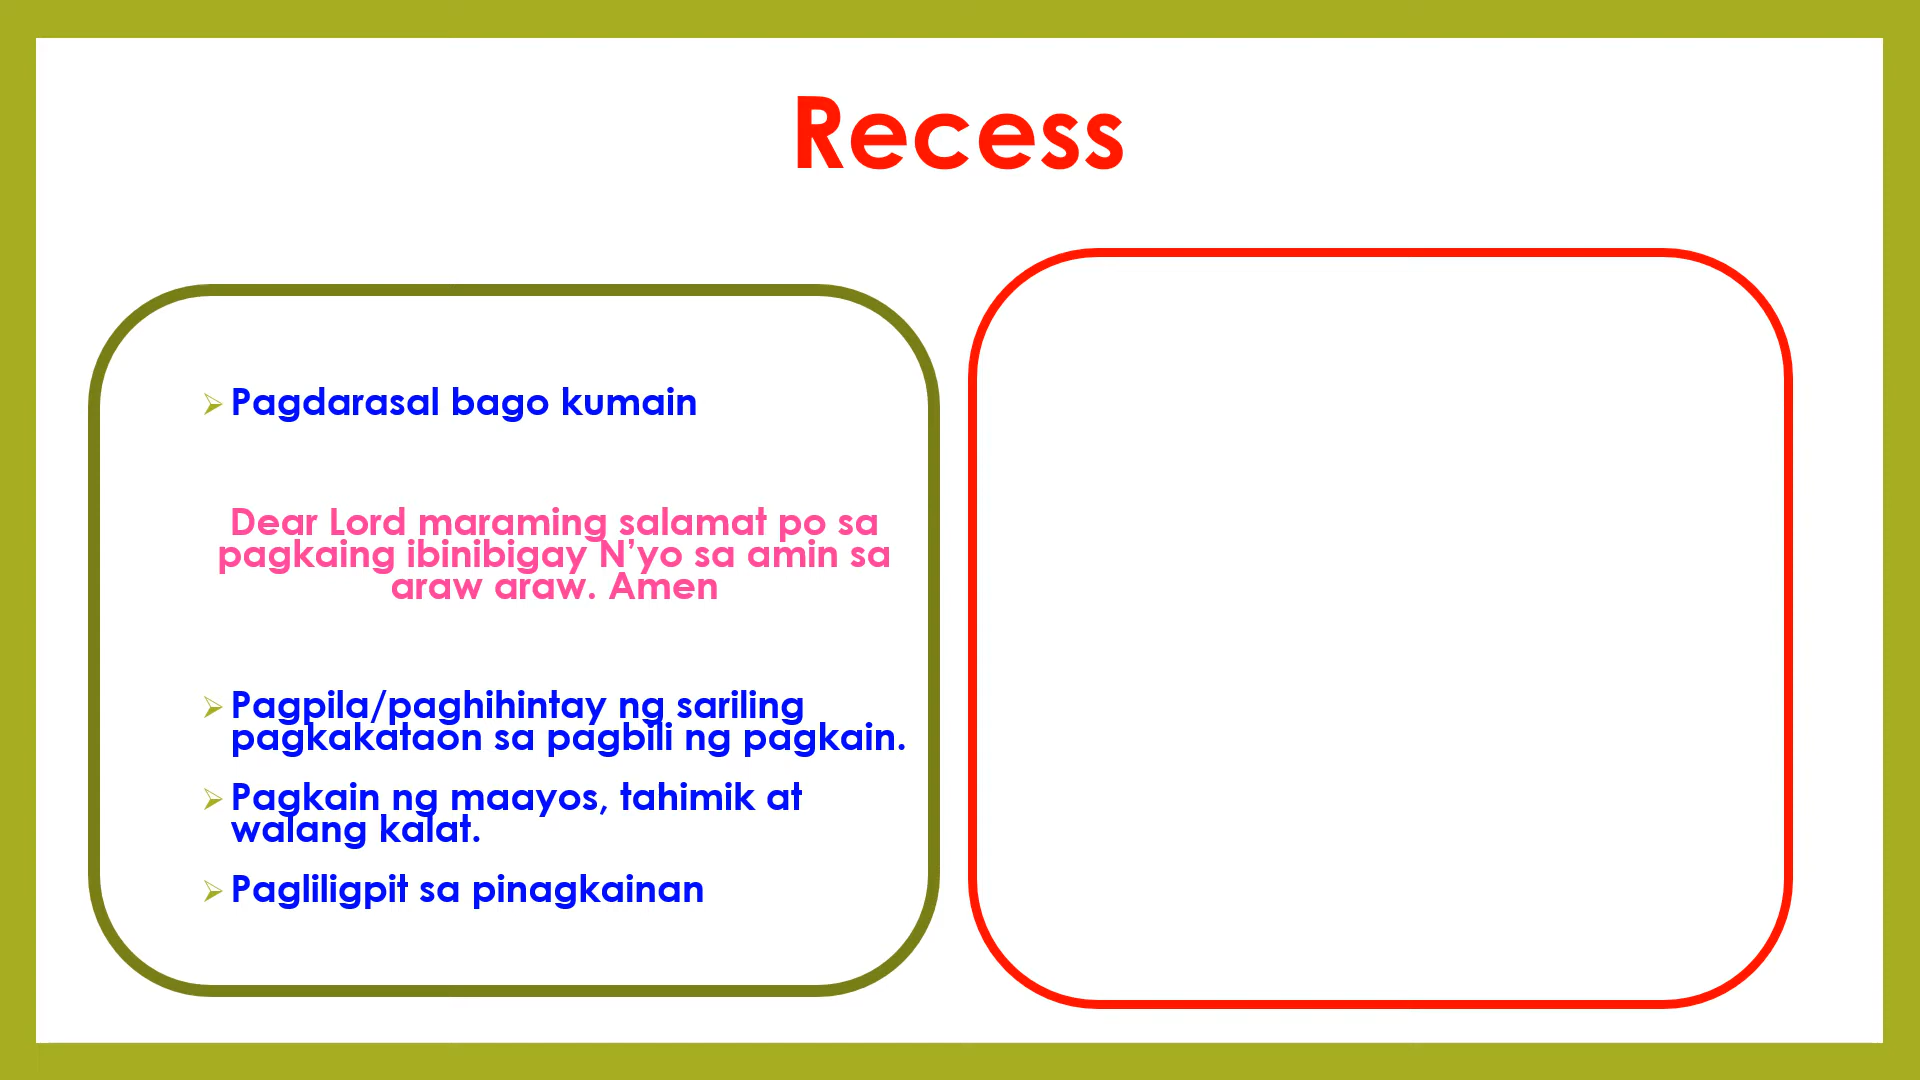 Recess
Pagdarasal bago kumain
Dear Lord maraming salamat po sa
pagkaing ibinibigay N’yo sa amin sa
araw araw. Amen
Pagpila/paghihintay ng sariling
pagkakataon sa pagbili ng pagkain.
Pagkain ng maayos, tahimik at
walang kalat.
Pagliligpit sa pinagkainan